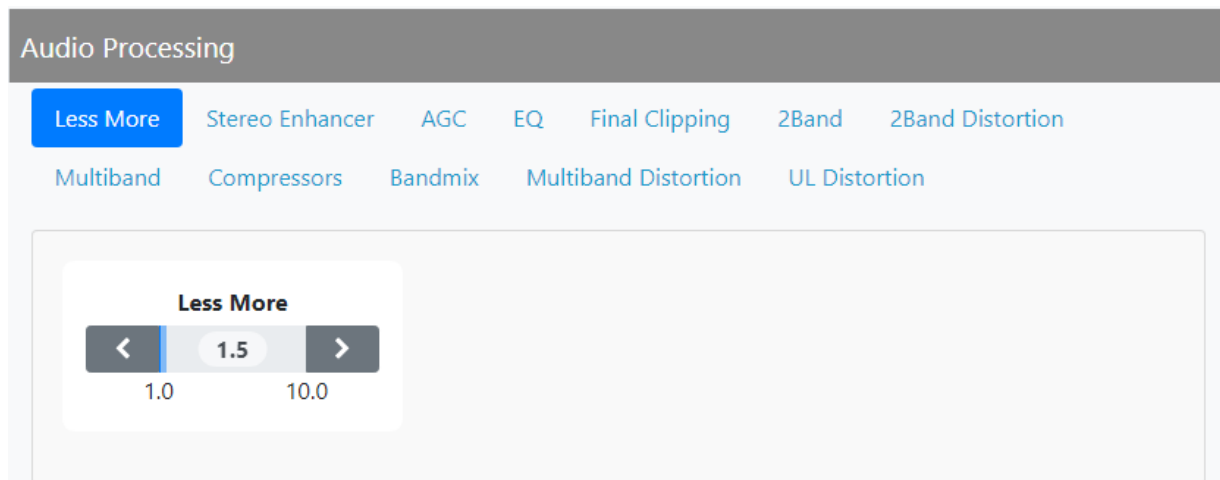 Audio Processing
Less More Stereo Enhancer AGC EQ Final Clipping 2Band 2Band Distortion
Multiband Compressors Bandmix Multiband Distortion UL Distortion
Less More
1.5
1.0 10.0